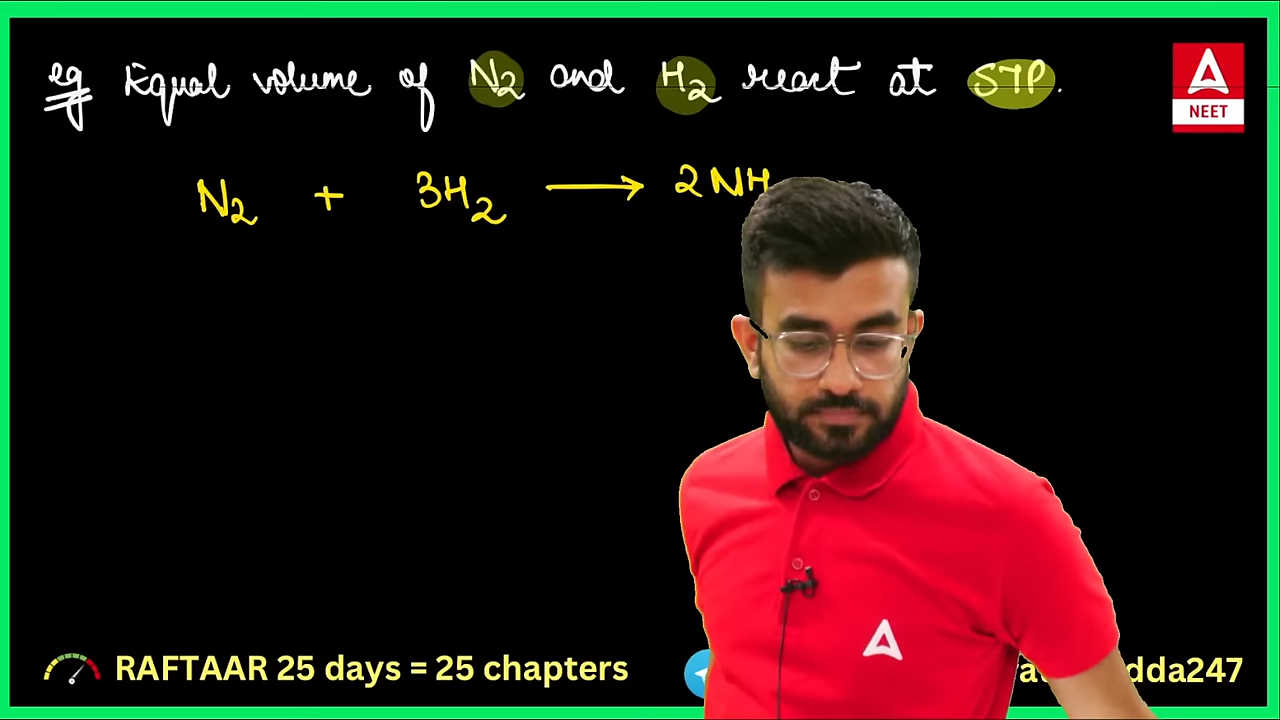 eg Equal volume of N2 and H2 react at STP.
NEET
N2 + 3H2 ⟶ 2NH
RAFTAAR 25 days = 25 chapters
dda247